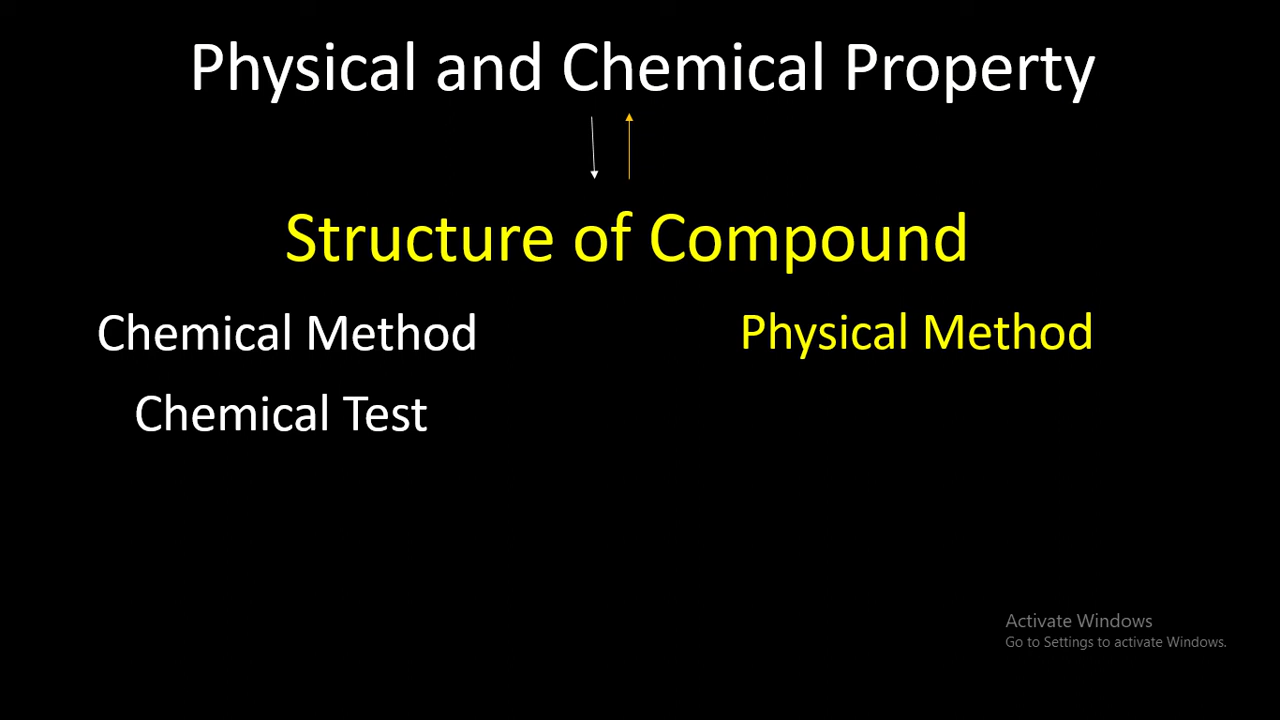 Physical and Chemical Property
Structure of Compound
Chemical Method
Physical Method
Chemical Test
Activate Windows
Go to Settings to activate Windows.